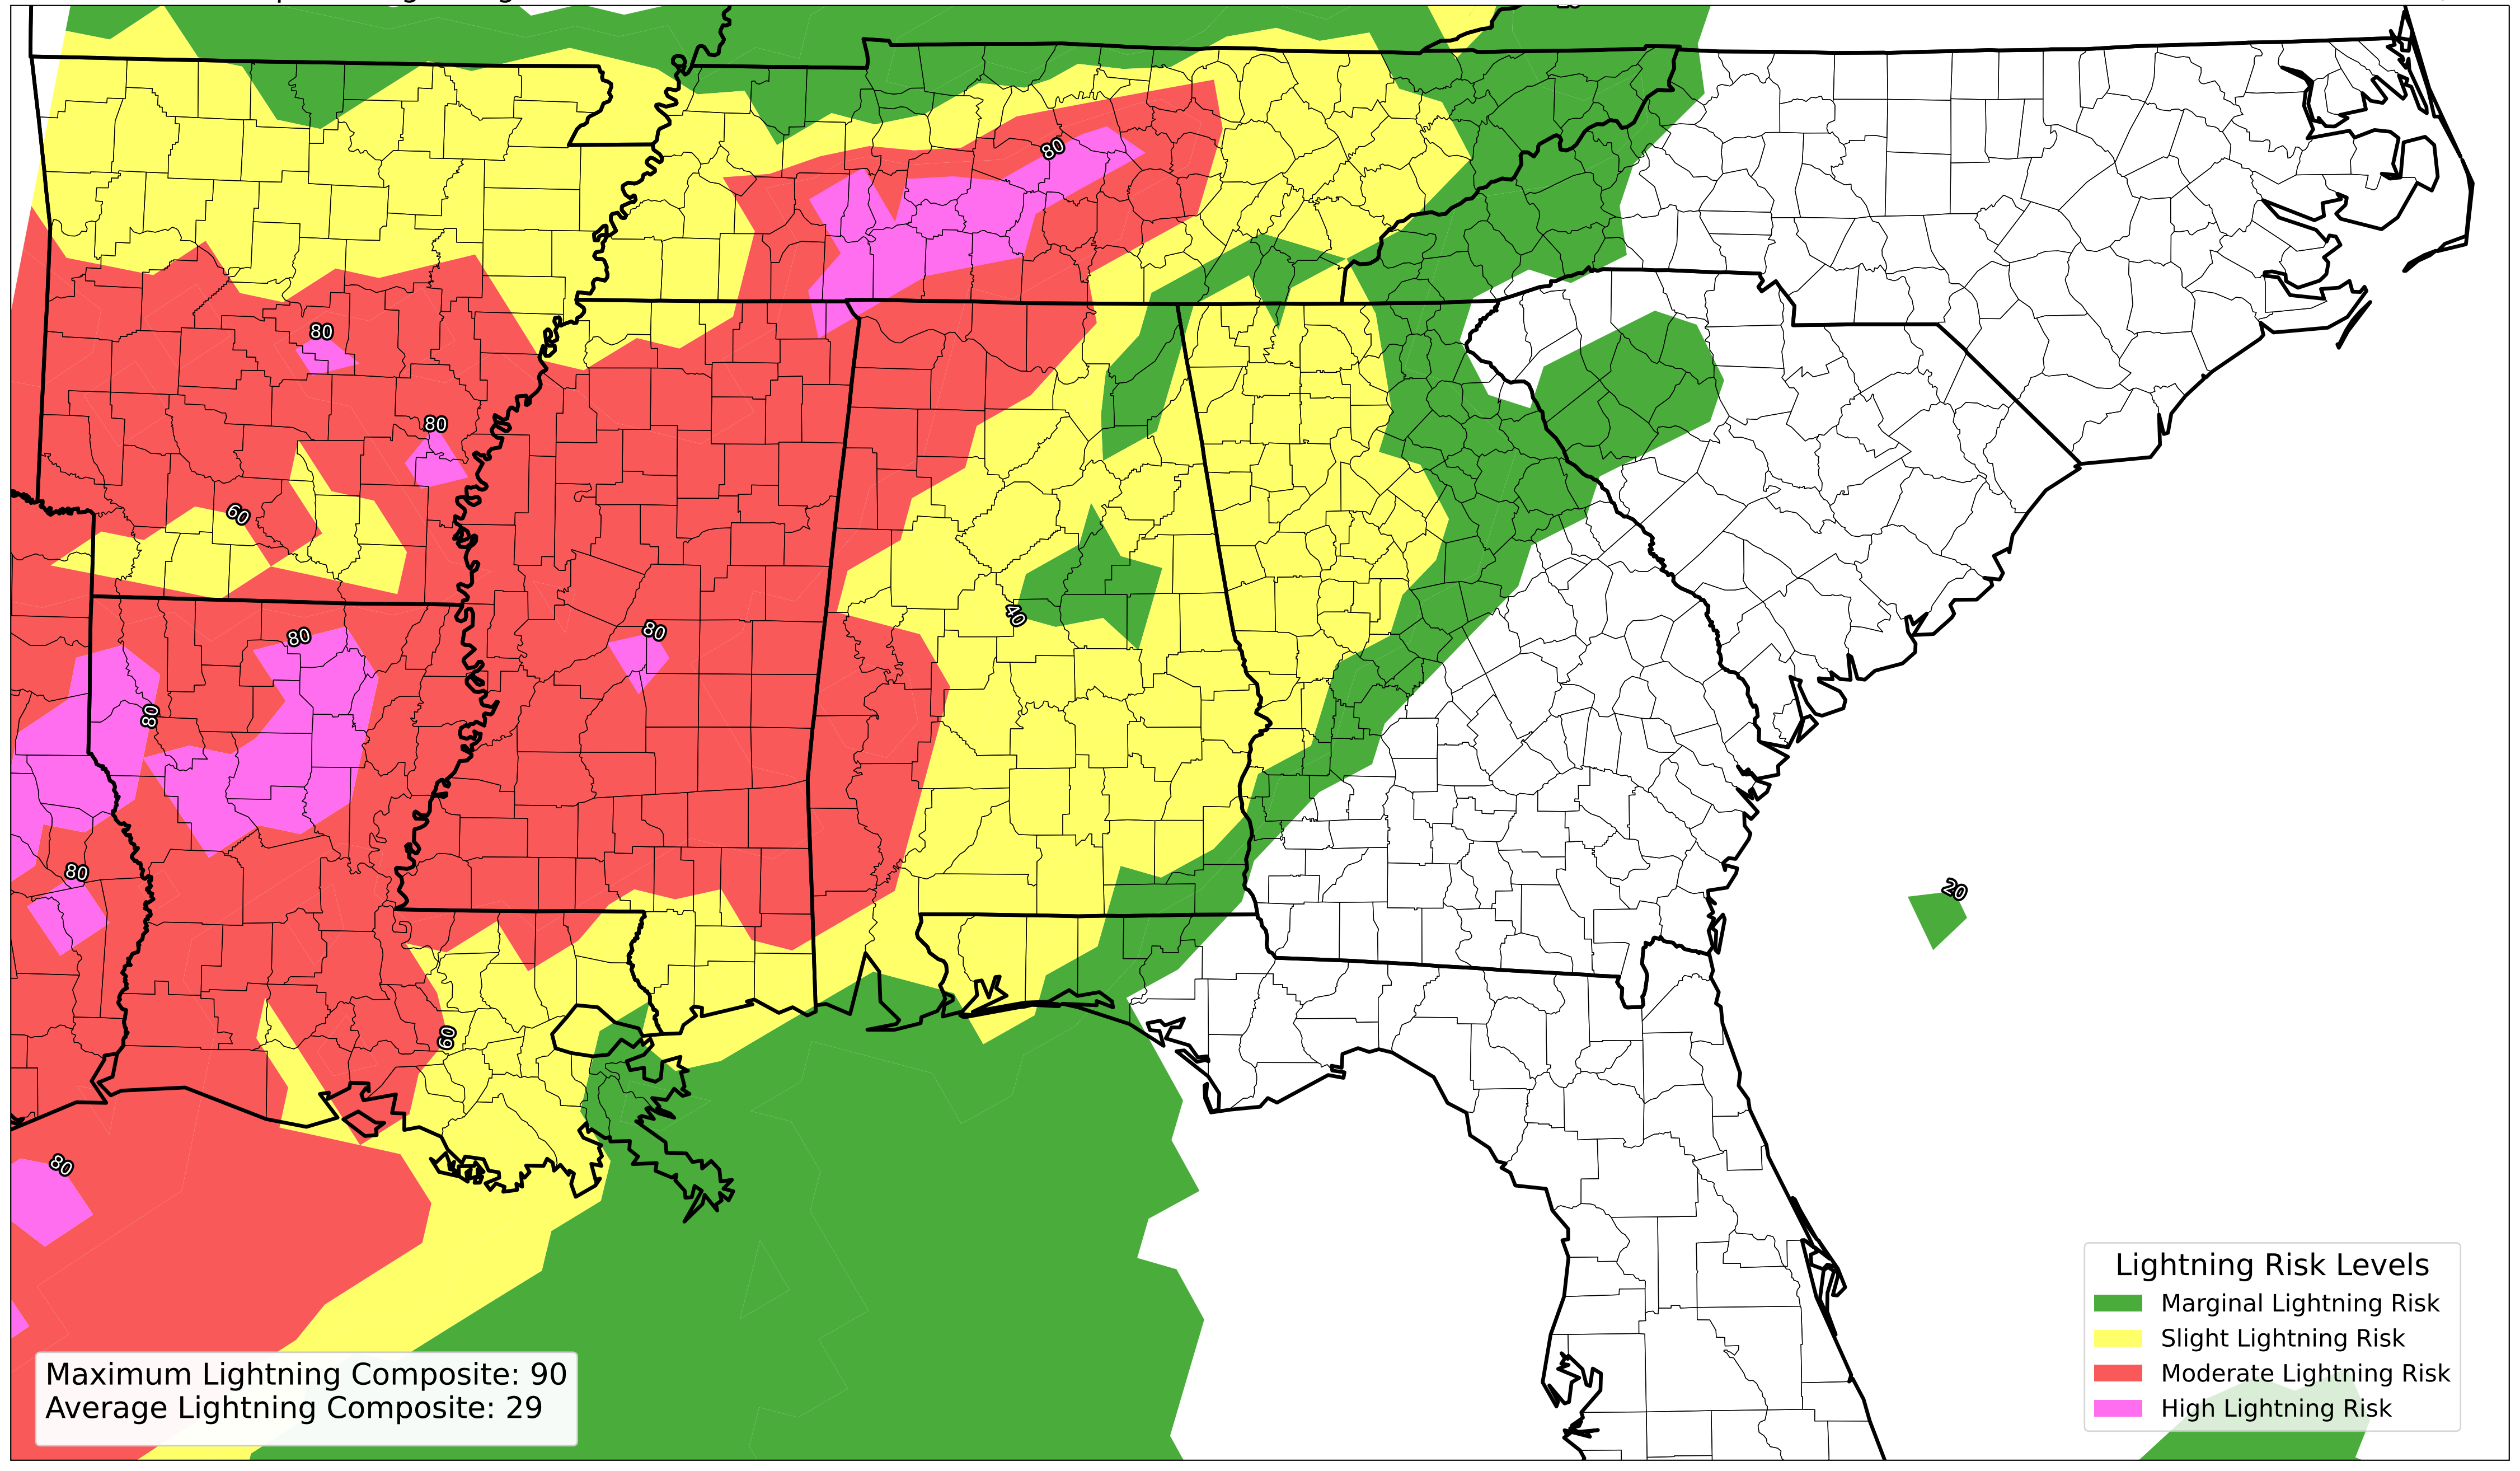 20
80
80
80
60
40
80
80
80
80
20
60
80
Lightning Risk Levels
Marginal Lightning Risk
Slight Lightning Risk
Moderate Lightning Risk
High Lightning Risk
Maximum Lightning Composite: 90
Average Lightning Composite: 29